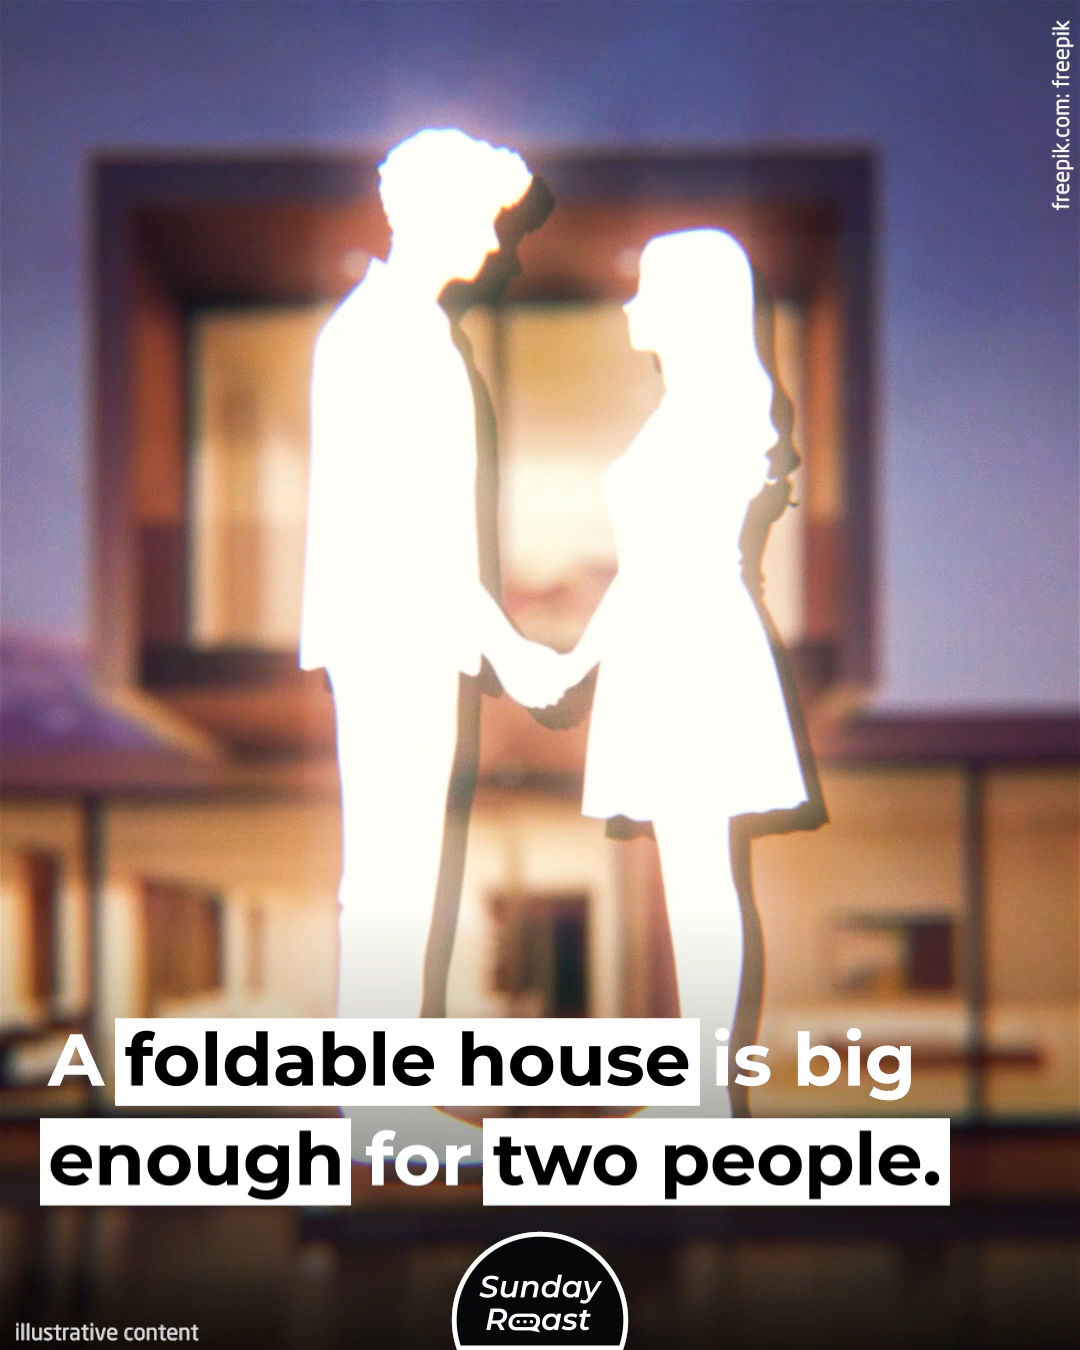 freepik.com: freepik
A foldable house is big
enough for two people.
Sunday
Roast
illustrative content